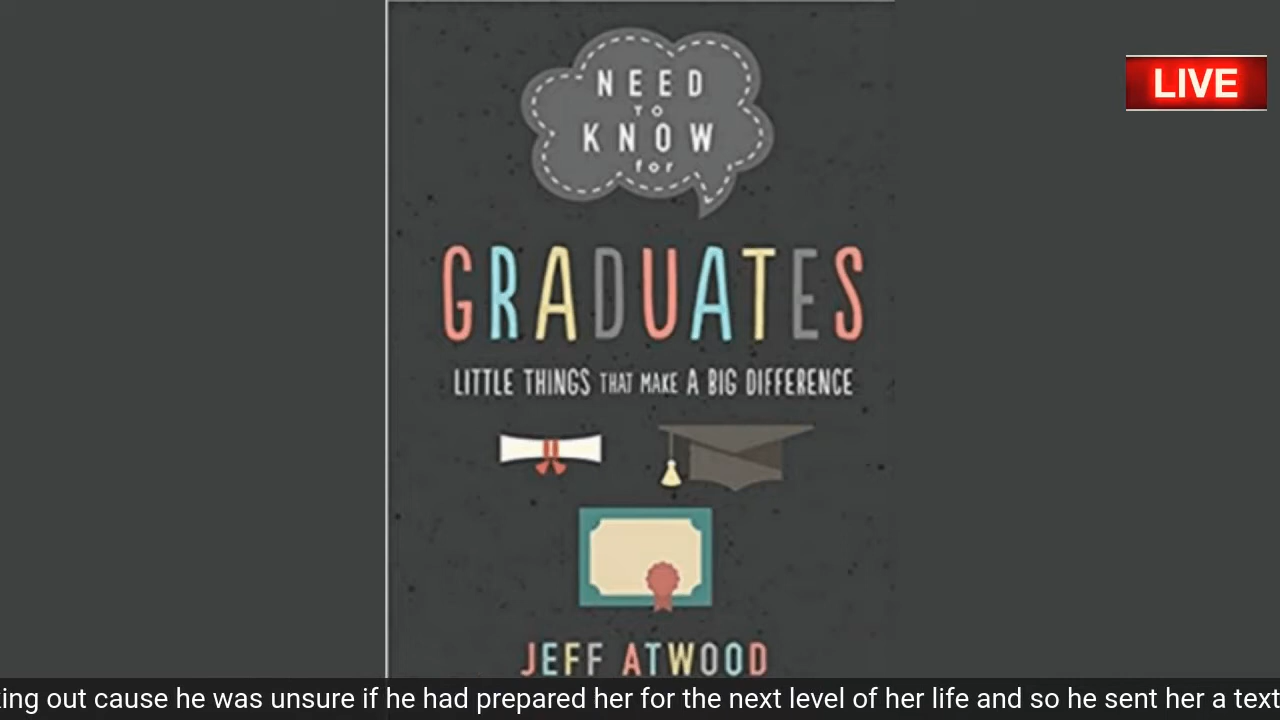 NEED
TO
KNOW
for
LIVE
GRADUATES
LITTLE THINGS THAT MAKE A BIG DIFFERENCE
JEFF ATWOOD
out cause he was unsure if he had prepared her for the next level of her life and so he sent her a text